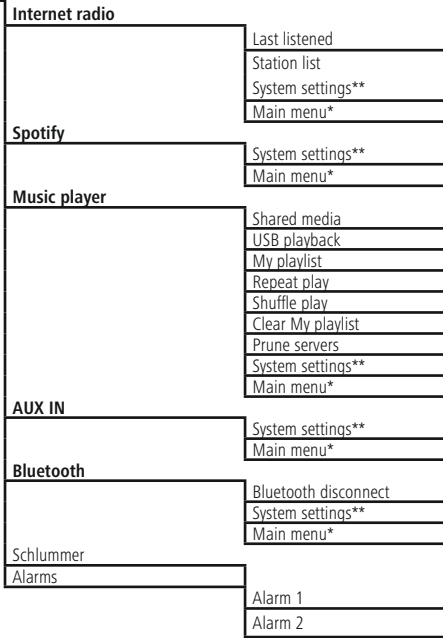 Internet radio
Last listened
Station list
System settings**
Main menu*
Spotify
System settings**
Main menu*
Music player
Shared media
USB playback
My playlist
Repeat play
Shuffle play
Clear My playlist
Prune servers
System settings**
Main menu*
AUX IN
System settings**
Main menu*
Bluetooth
Bluetooth disconnect
System settings**
Main menu*
Schlummer
Alarms
Alarm 1
Alarm 2